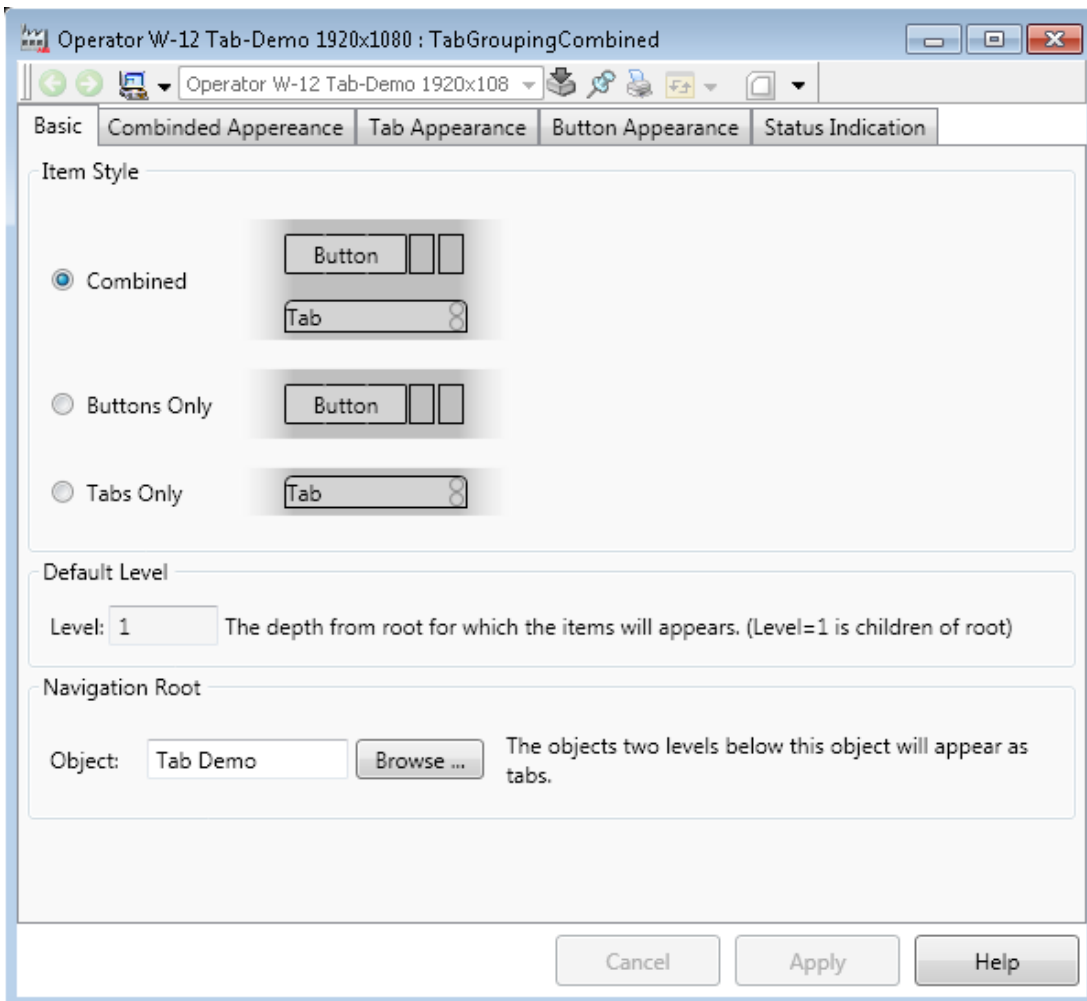 Operator W-12 Tab-Demo 1920x1080 : TabGroupingCombined
Operator W-12 Tab-Demo 1920x108
Basic Combinded Appereance Tab Appearance Button Appearance Status Indication
Item Style
Button
Combined
Tab
Buttons Only Button
Tabs Only Tab
Default Level
Level: 1 The depth from root for which the items will appears. (Level=1 is children of root)
Navigation Root
The objects two levels below this object will appear as
Object: Tab Demo Browse ...
tabs.
Cancel Apply Help